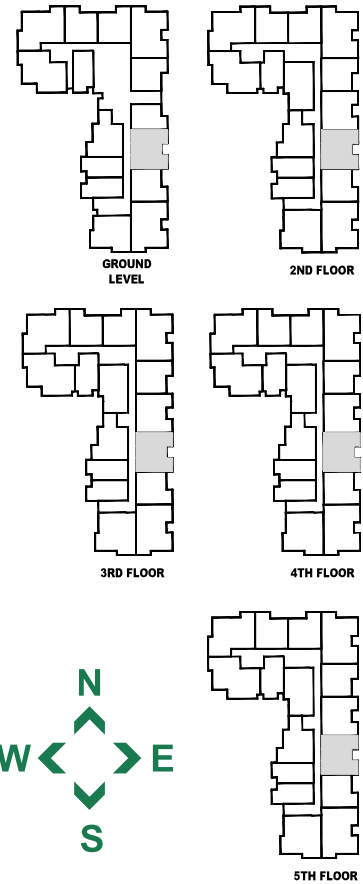 GROUND
LEVEL
2ND FLOOR
3RD FLOOR
4TH FLOOR
N
W E
S
5TH FLOOR